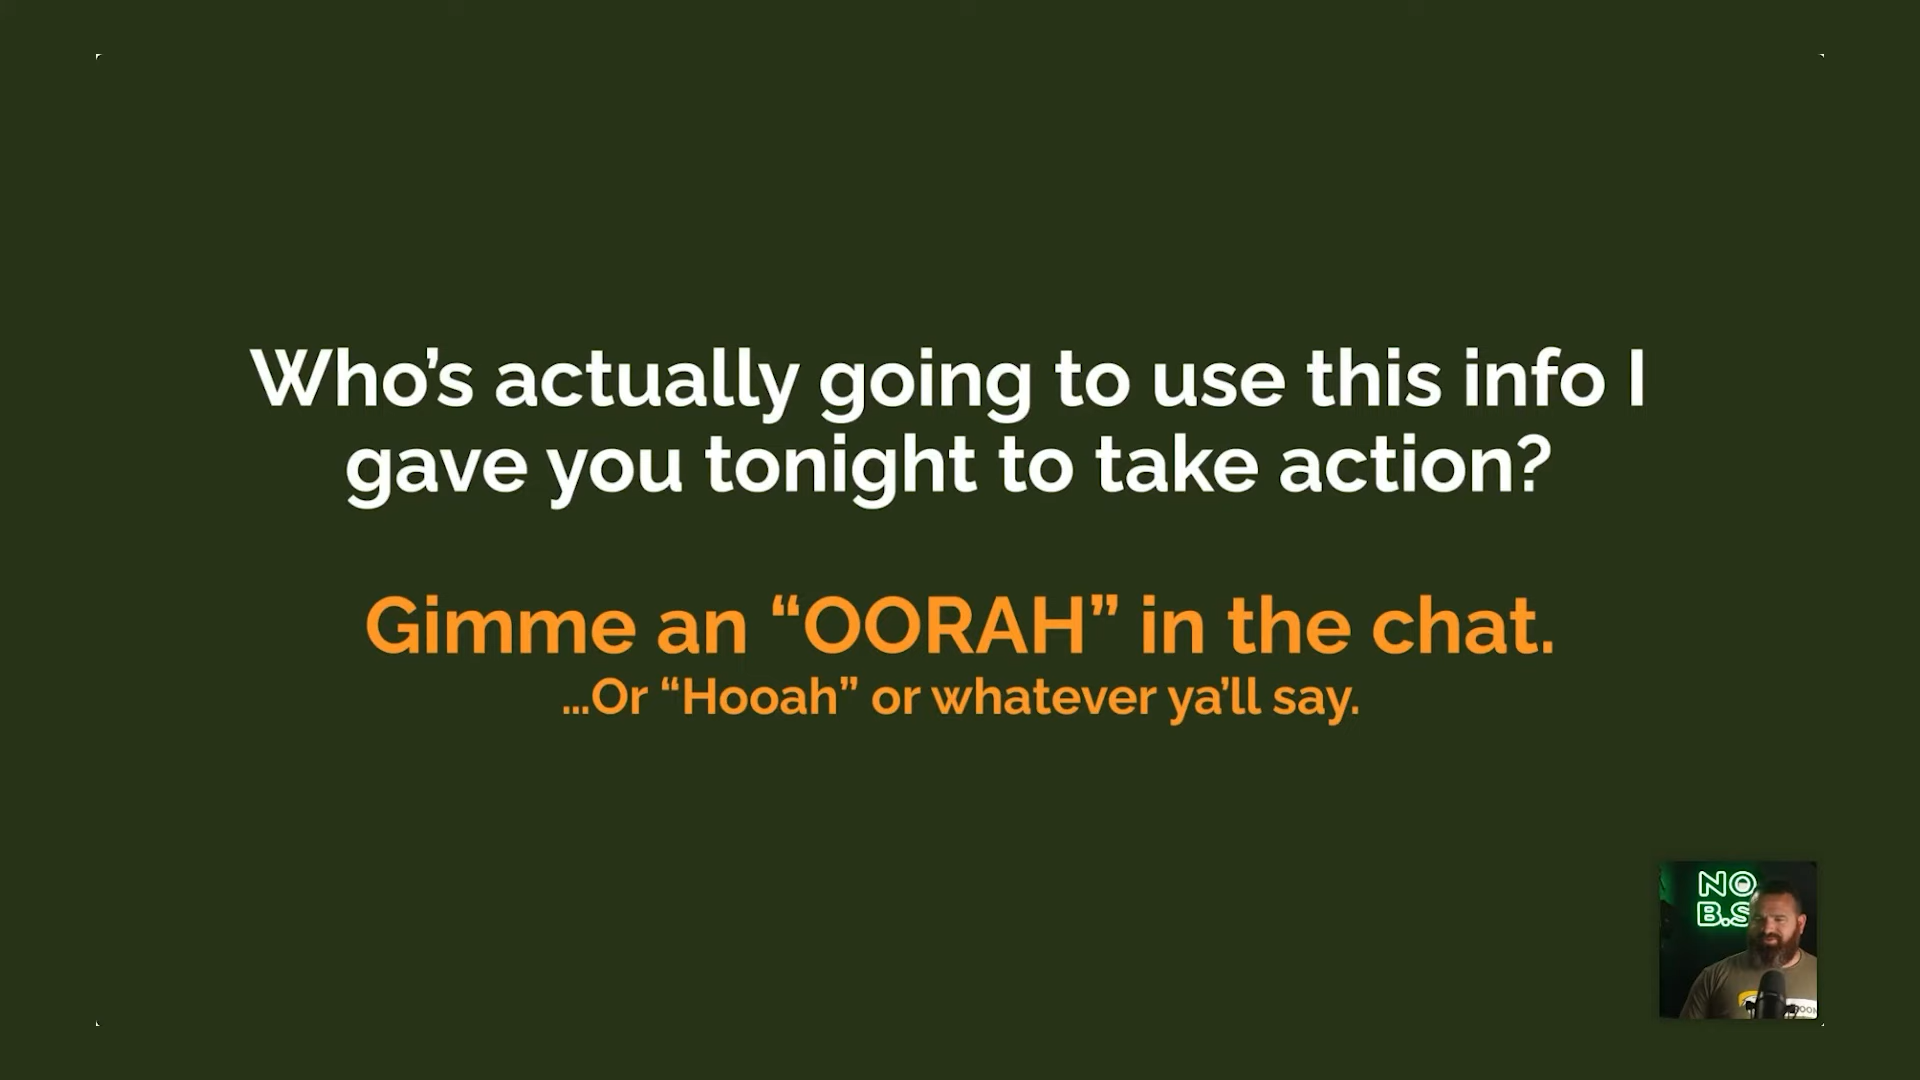 Who’s actually going to use this info I
gave you tonight to take action?
Gimme an “OORAH” in the chat.
...Or “Hooah” or whatever ya’ll say.
NO
B.S